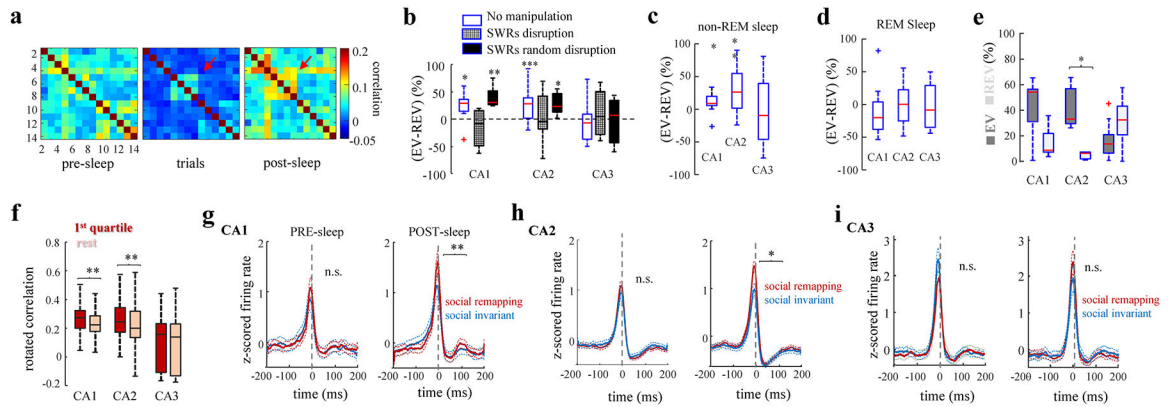 a
2
4
6
8
10
12
14
2 4 6 8 10 12 14
pre-sleep
trials
post-sleep
0.2
0.1
0
-0.05
correlation
b
No manipulation
SWRs disruption
SWRs random disruption
(EV-REV) (%)
100
50
0
-50
-100
* ** *** *
CA1 CA2 CA3
c
non-REM sleep
(EV-REV) (%)
100
50
0
-50
-100
* * *
CA1
CA2
CA3
d
REM Sleep
(EV-REV) (%)
100
50
0
-50
-100
CA1 CA2 CA3
e
EV REV (%)
100
80
60
40
20
0
*
CA1 CA2 CA3
f
1st quartile
rest
rotated correlation
0.8
0.6
0.4
0.2
0
-0.2
** **
CA1 CA2 CA3
g
CA1 PRE-sleep POST-sleep
z-scored firing rate
2
1
0
n.s.
-200 -100 0 100 200
time (ms)
2
1
0
**
social remapping
social invariant
-200 -100 0 100 200
time (ms)
h
CA2
z-scored firing rate
2
1
0
n.s.
-200 -100 0 100 200
time (ms)
2
1
0
*
social remapping
social invariant
-200 -100 0 100 200
time (ms)
i
CA3
z-scored firing rate
3
2
1
0
n.s.
-200 -100 0 100 200
time (ms)
3
2
1
0
n.s.
social remapping
social invariant
-200 -100 0 100 200
time (ms)